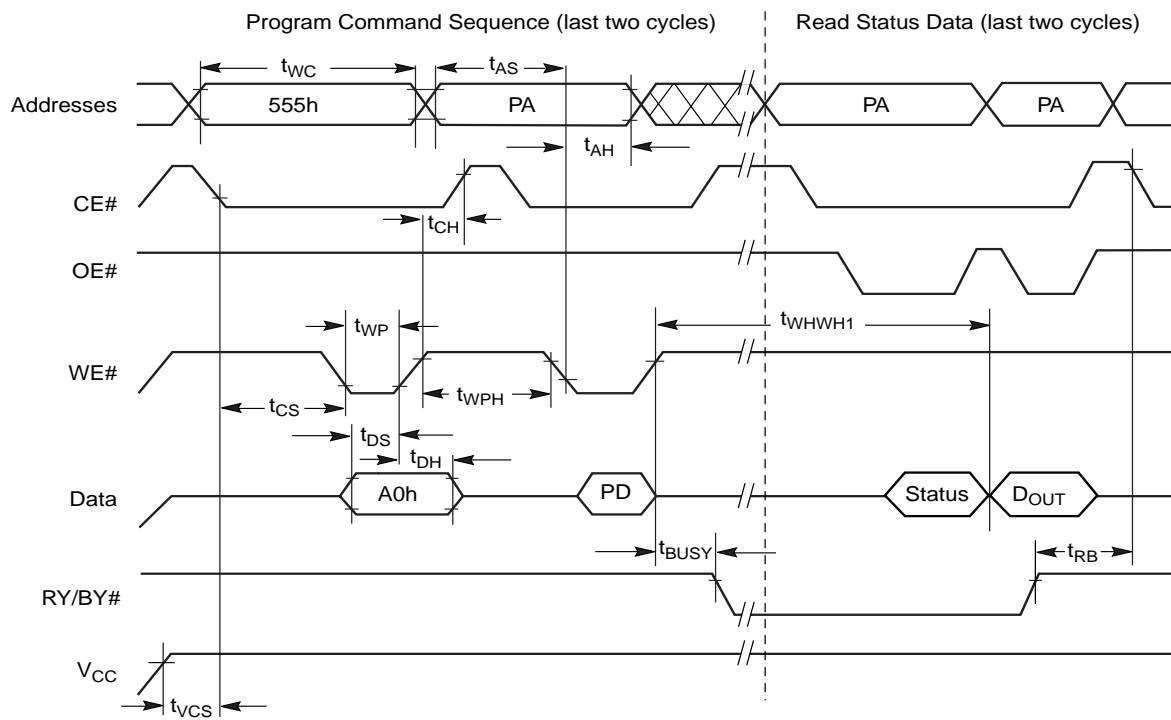 Program Command Sequence (last two cycles)
Read Status Data (last two cycles)
tWC
tAS
Addresses
555h
PA
PA
PA
tAH
CE#
tCH
OE#
tWHWH1
tWP
WE#
tWPH
tCS
tDS
tDH
Data
A0h
PD
Status
DOUT
tBUSY
tRB
RY/BY#
VCC
tVCS